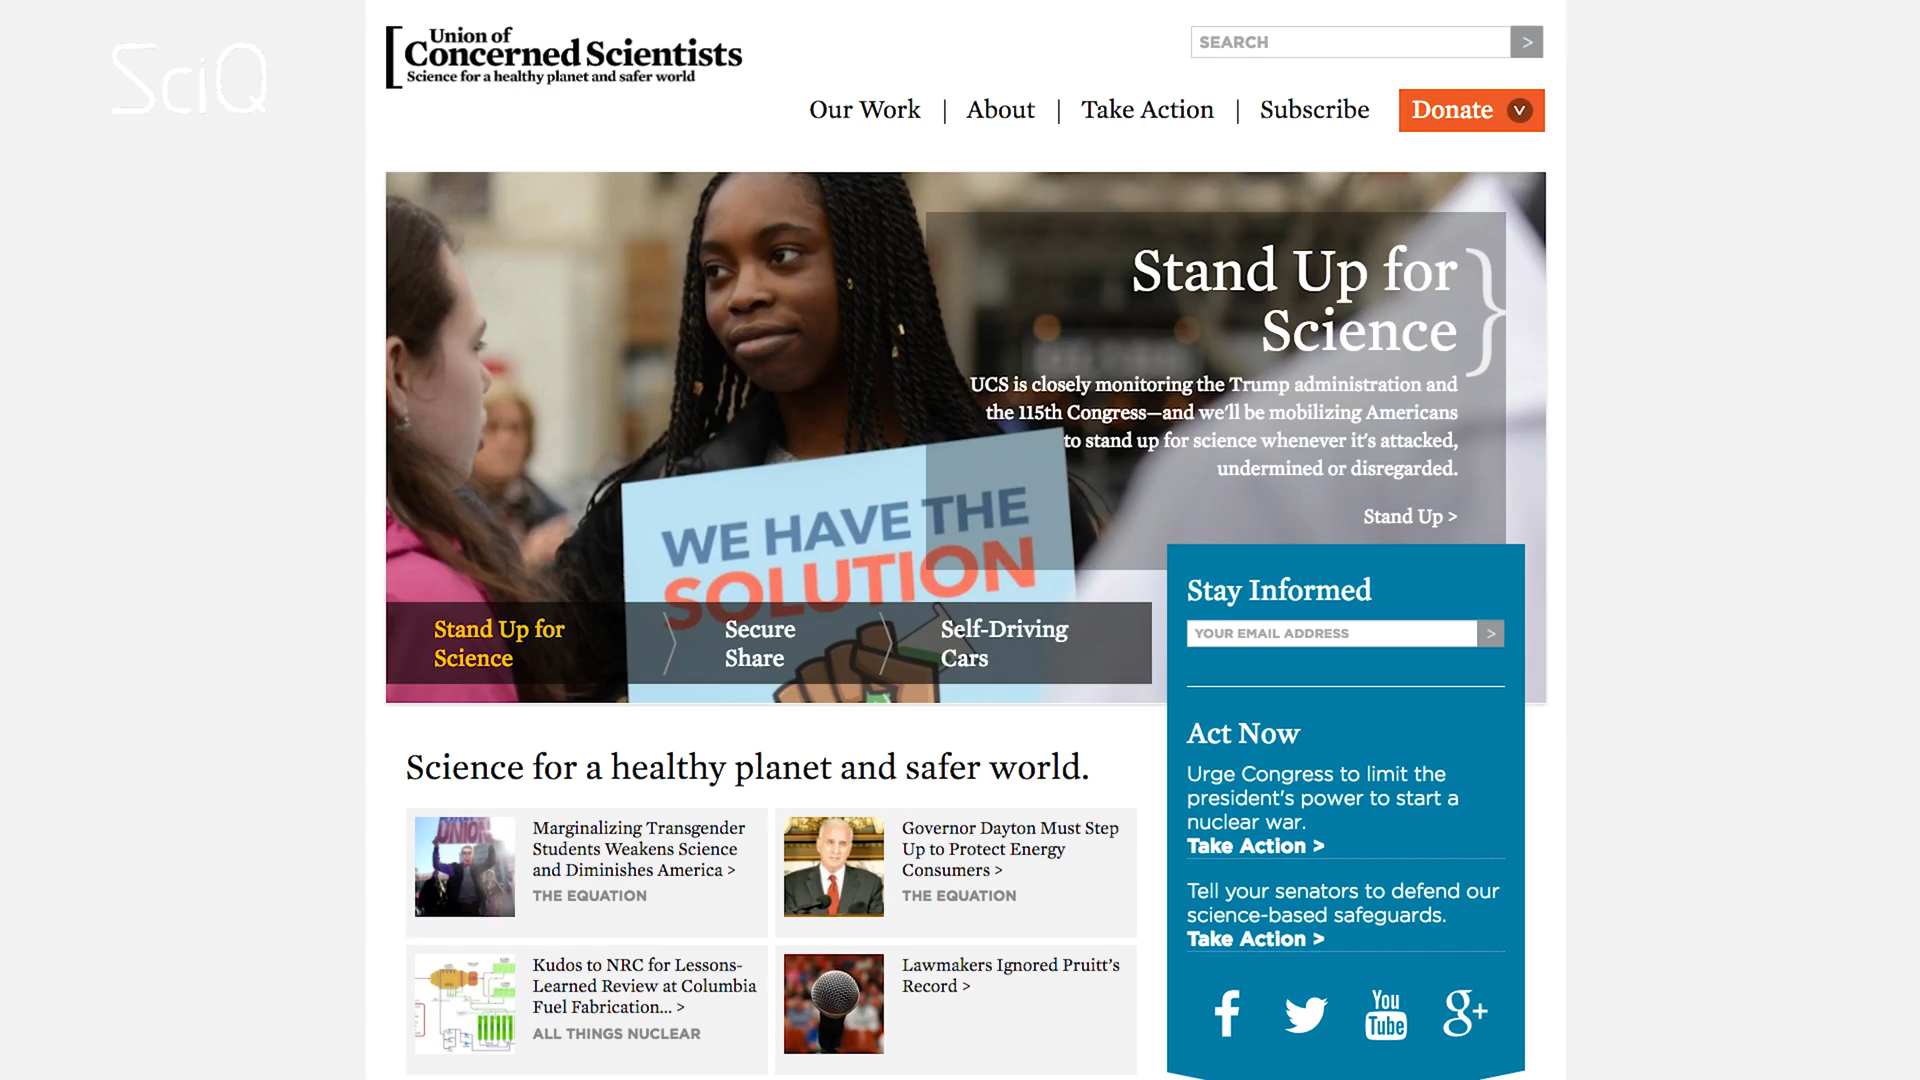 SciQ
Union of
Concerned Scientists
Science for a healthy planet and safer world
SEARCH >
Our Work | About | Take Action | Subscribe Donate
Stand Up for
Science
UCS is closely monitoring the Trump administration and
the 115th Congress—and we'll be mobilizing Americans
to stand up for science whenever it's attacked,
undermined or disregarded.
Stand Up >
WE HAVE THE
SOLUTION
Stand Up for
Science
Secure
Share
Self-Driving
Cars
Stay Informed
YOUR EMAIL ADDRESS >
Act Now
Urge Congress to limit the
president's power to start a
nuclear war.
Take Action >
Tell your senators to defend our
science-based safeguards.
Take Action >
f
You
Tube
g+
Science for a healthy planet and safer world.
UNION
Marginalizing Transgender
Students Weakens Science
and Diminishes America >
THE EQUATION
Governor Dayton Must Step
Up to Protect Energy
Consumers >
THE EQUATION
Kudos to NRC for Lessons-
Learned Review at Columbia
Fuel Fabrication... >
ALL THINGS NUCLEAR
Lawmakers Ignored Pruitt's
Record >